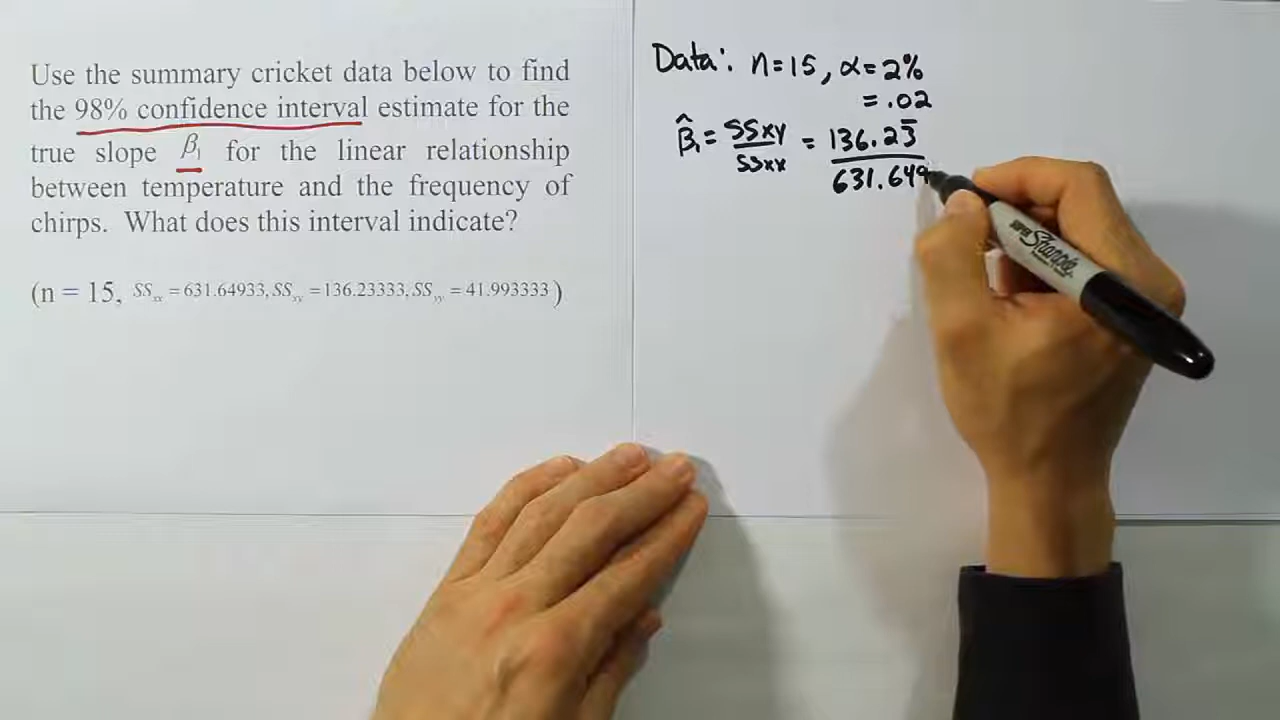 Use the summary cricket data below to find
the 98% confidence interval estimate for the
true slope β₁ for the linear relationship
between temperature and the frequency of
chirps. What does this interval indicate?
(n = 15, SSxx = 631.64933, SSxy = 136.23333, SSyy = 41.993333)
Data: n=15, α=2%
=.02
β̂₁ = SSxy/SSxx = 136.23̅/631.649
Super Sharpie